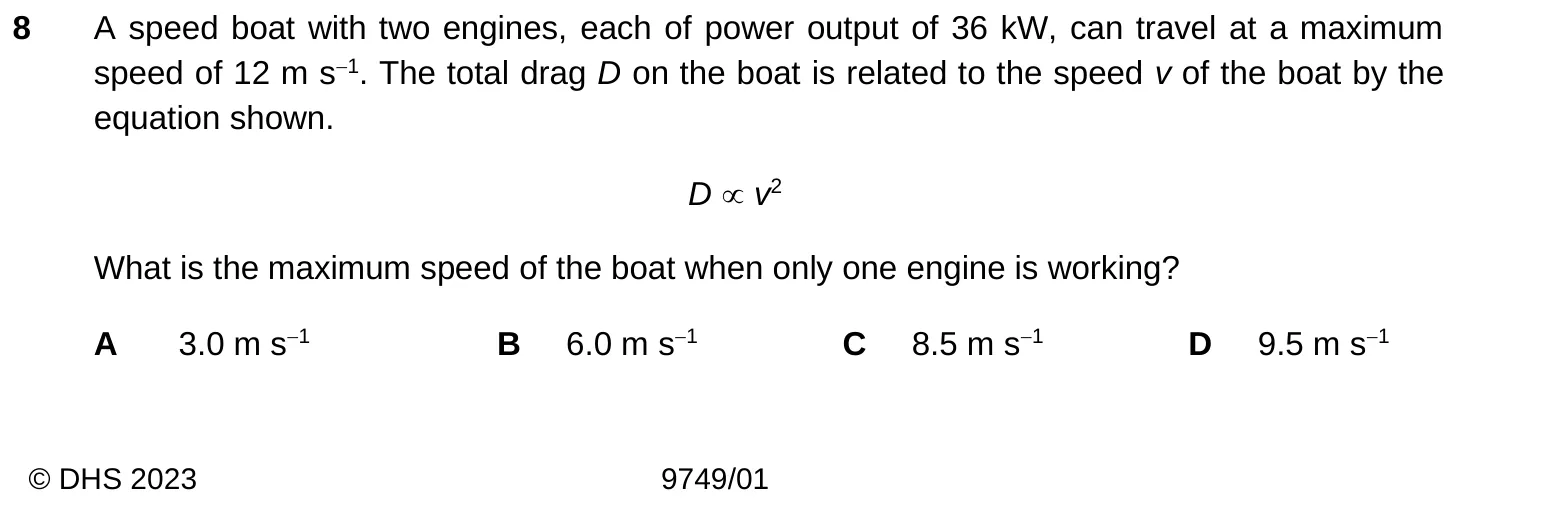 8 A speed boat with two engines, each of power output of 36 kW, can travel at a maximum
speed of 12 m s⁻¹. The total drag D on the boat is related to the speed v of the boat by the
equation shown.
D ∝ v²
What is the maximum speed of the boat when only one engine is working?
A 3.0 m s⁻¹ B 6.0 m s⁻¹ C 8.5 m s⁻¹ D 9.5 m s⁻¹
© DHS 2023 9749/01